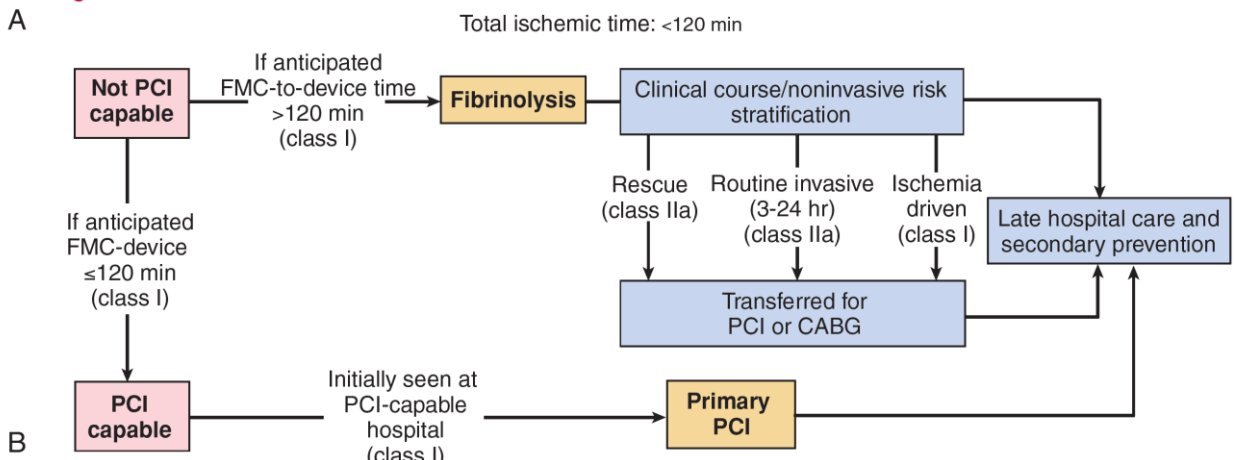 A
Total ischemic time: <120 min
Not PCI
capable
If anticipated
FMC-to-device time
>120 min
(class I)
Fibrinolysis
Clinical course/noninvasive risk
stratification
Rescue
(class IIa)
Routine invasive
(3-24 hr)
(class IIa)
Ischemia
driven
(class I)
Late hospital care and
secondary prevention
If anticipated
FMC-device
≤120 min
(class I)
Transferred for
PCI or CABG
PCI
capable
Initially seen at
PCI-capable
hospital
(class I)
Primary
PCI
B